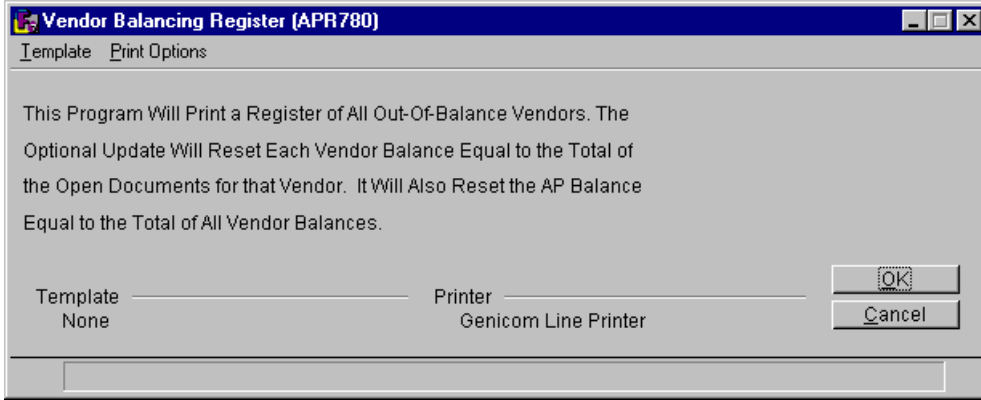 Vendor Balancing Register (APR780)
Template Print Options
This Program Will Print a Register of All Out-Of-Balance Vendors. The
Optional Update Will Reset Each Vendor Balance Equal to the Total of
the Open Documents for that Vendor. It Will Also Reset the AP Balance
Equal to the Total of All Vendor Balances.
OK
Template Printer
None Genicom Line Printer
Cancel